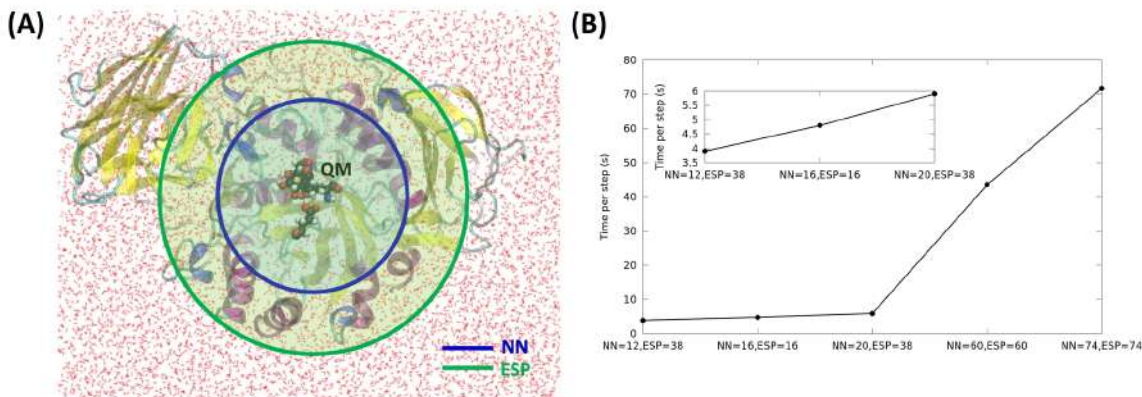 (A)
QM
NN
ESP
(B)
80
70
60
50
40
30
20
10
0
Time per step (s)
6
5.5
5
4.5
4
3.5
Time per step (s)
NN=12,ESP=38
NN=16,ESP=16
NN=20,ESP=38
NN=12,ESP=38
NN=16,ESP=16
NN=20,ESP=38
NN=60,ESP=60
NN=74,ESP=74